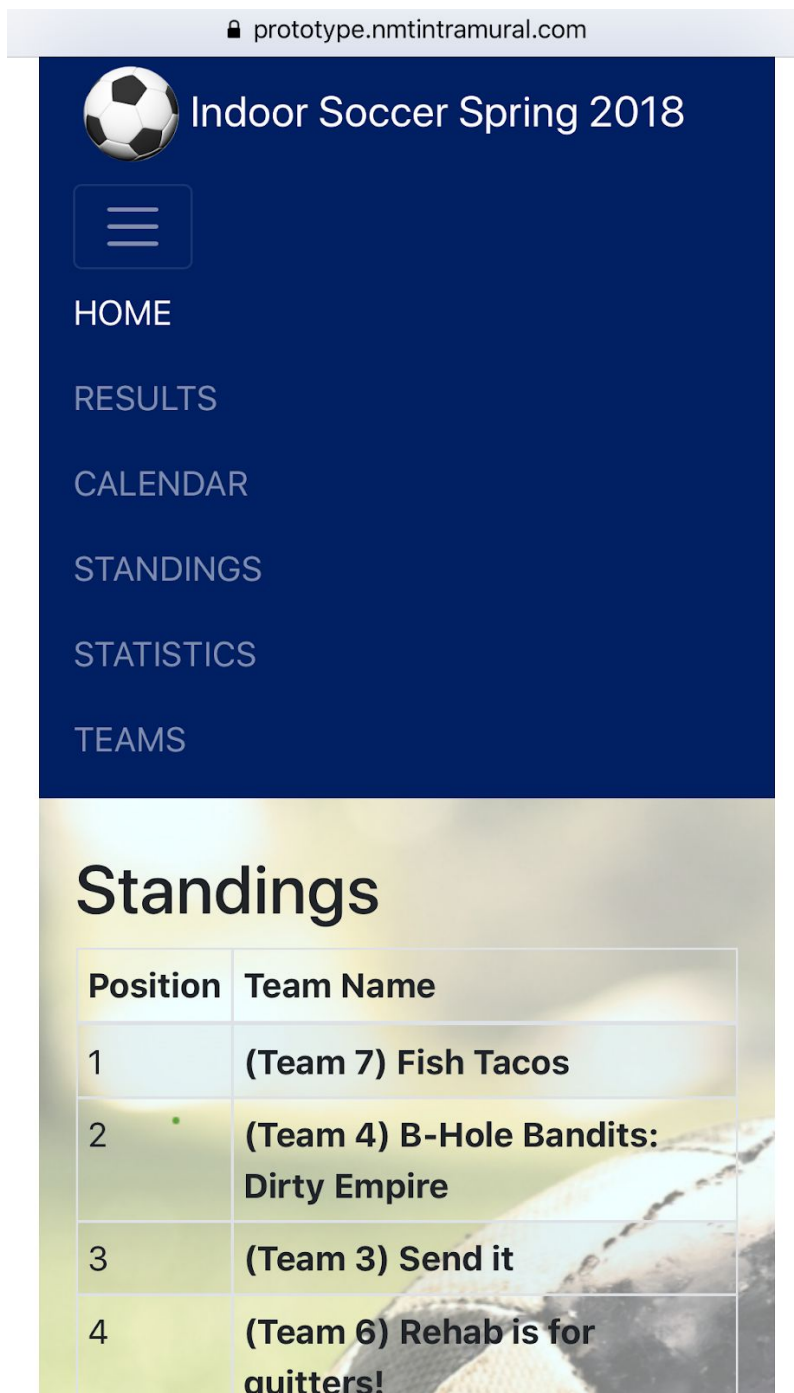 prototype.nmtintramural.com
Indoor Soccer Spring 2018
HOME
RESULTS
CALENDAR
STANDINGS
STATISTICS
TEAMS
Standings
Position Team Name
1 (Team 7) Fish Tacos
2 (Team 4) B-Hole Bandits:
Dirty Empire
3 (Team 3) Send it
4 (Team 6) Rehab is for
quitters!